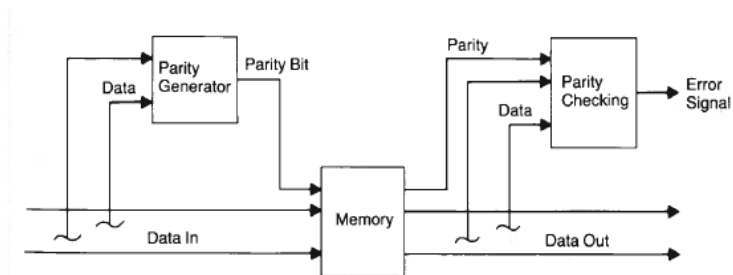 Parity
Generator
Data
Parity Bit
Parity
Parity
Checking
Data
Error
Signal
Memory
Data In
Data Out